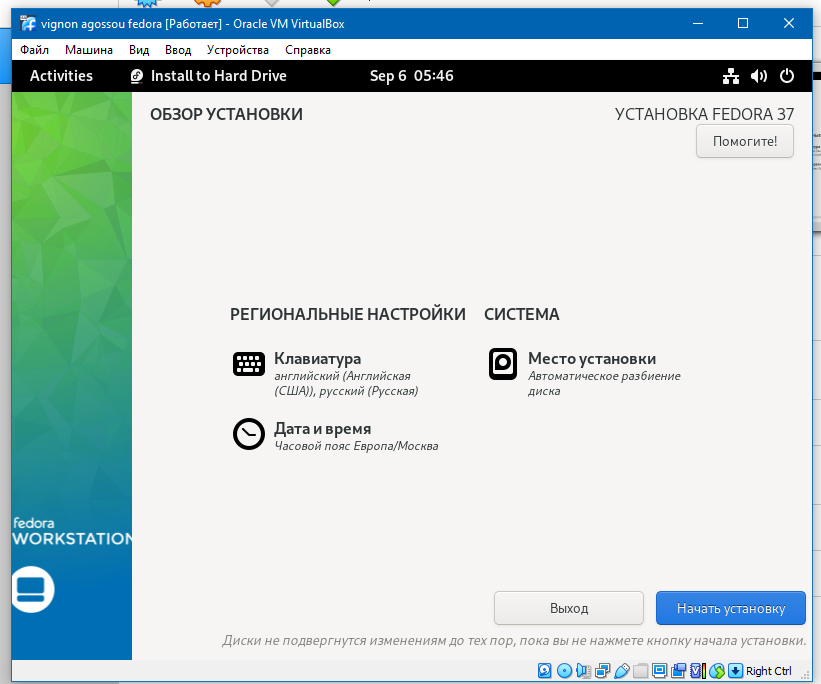 vignon agossou fedora [Работает] - Oracle VM VirtualBox
Файл Машина Вид Ввод Устройства Справка
Activities Install to Hard Drive Sep 6 05:46
ОБЗОР УСТАНОВКИ
УСТАНОВКА FEDORA 37
Помогите!
РЕГИОНАЛЬНЫЕ НАСТРОЙКИ
Клавиатура
английский (Английская
(США)), русский (Русская)
Дата и время
Часовой пояс Европа/Москва
СИСТЕМА
Место установки
Автоматическое разбиение
диска
fedora
WORKSTATION
Выход
Начать установку
Диски не подвергнутся изменениям до тех пор, пока вы не нажмете кнопку начала установки.
Right Ctrl